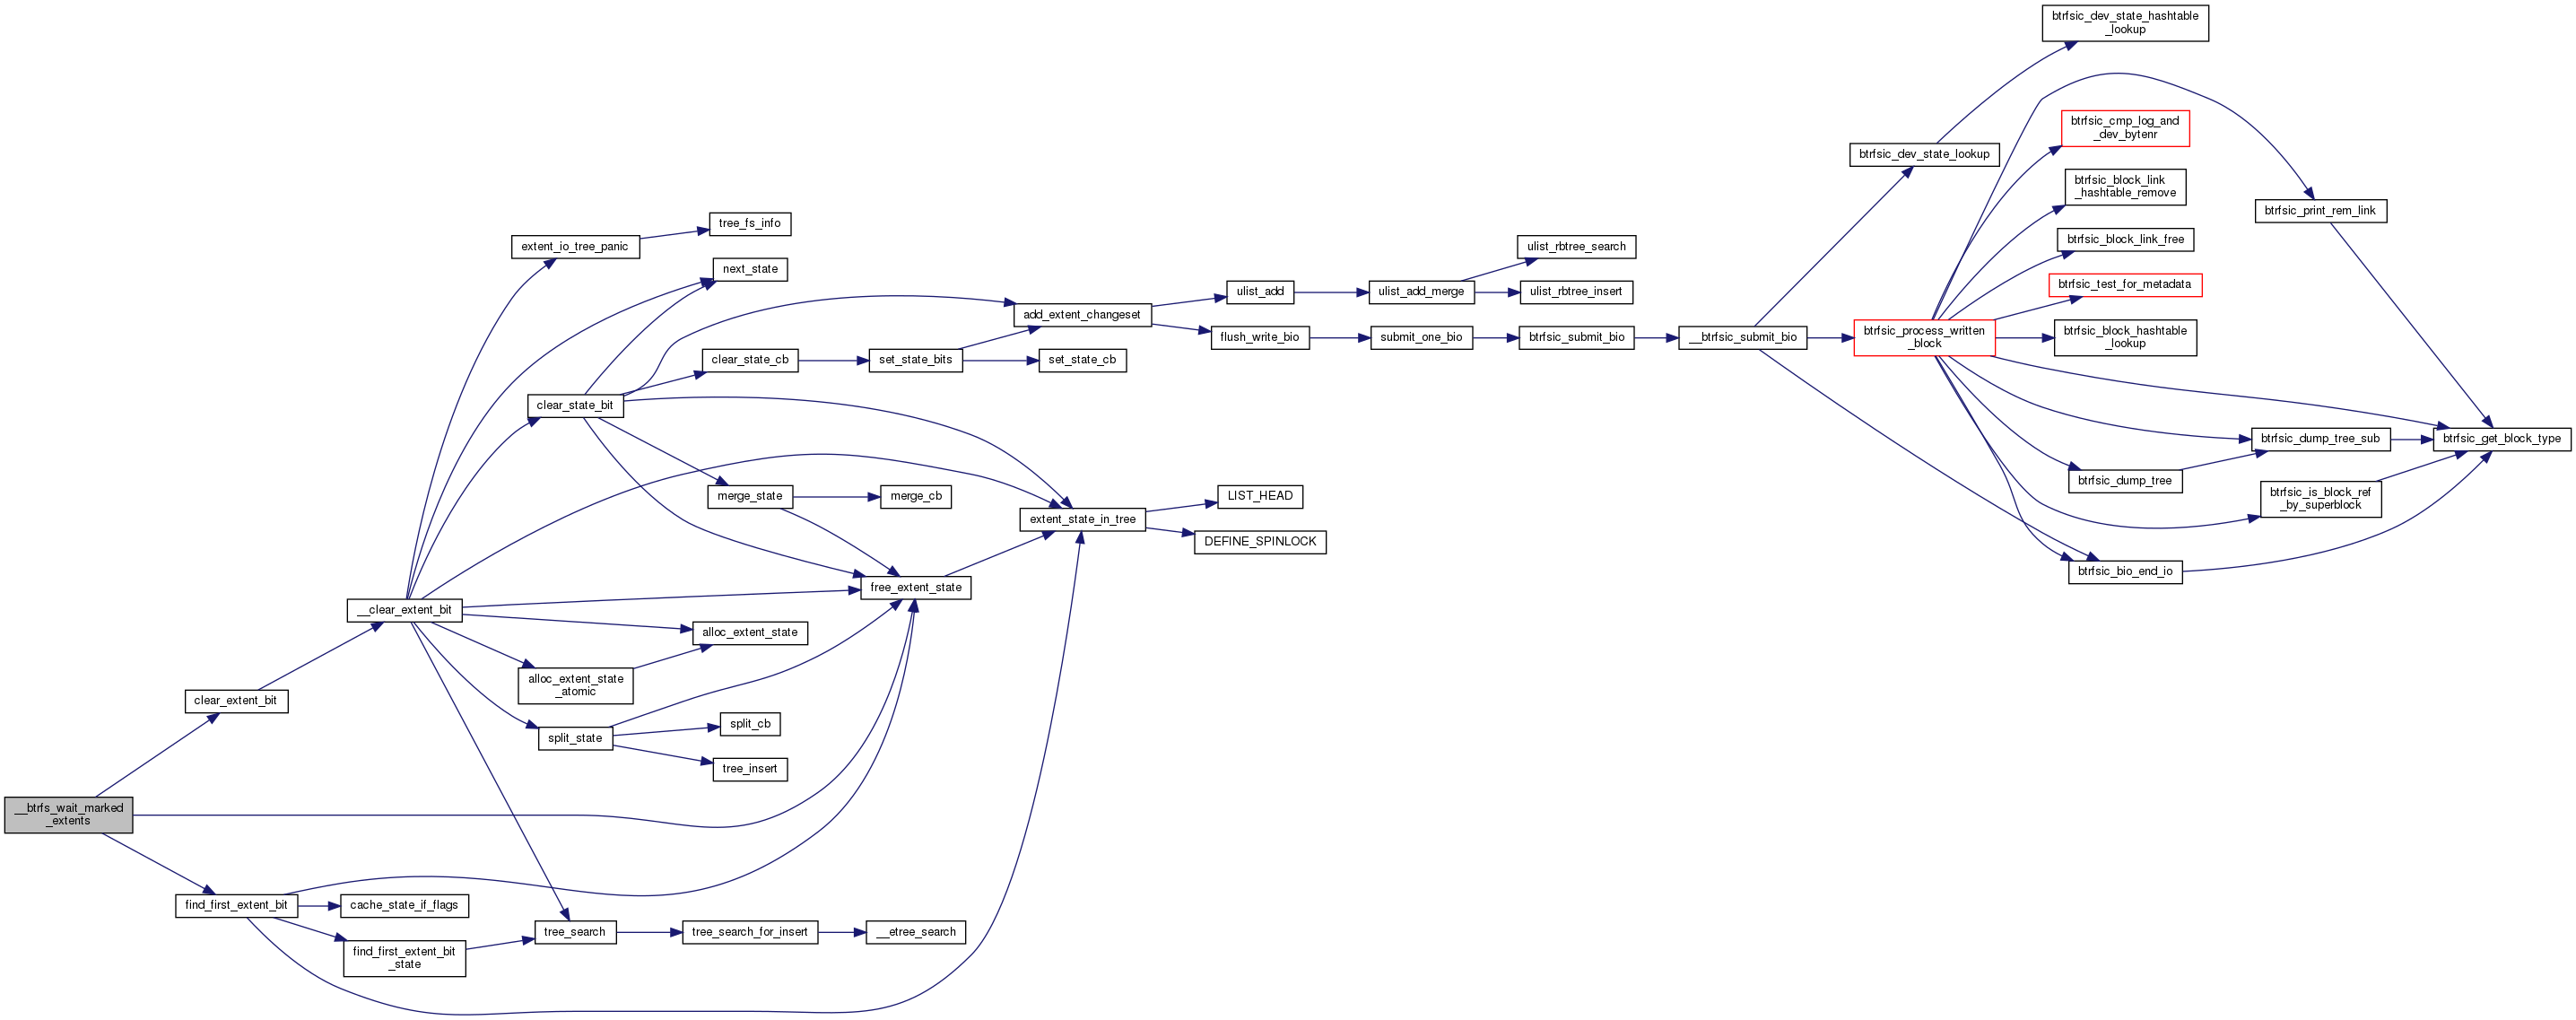 btrfsic_dev_state_hashtable
_lookup
btrfsic_cmp_log_and
_dev_bytenr
btrfsic_dev_state_lookup
btrfsic_block_link
_hashtable_remove
btrfsic_print_rem_link
tree_fs_info
extent_io_tree_panic
ulist_rbtree_search
btrfsic_block_link_free
next_state
btrfsic_test_for_metadata
ulist_add
ulist_add_merge
ulist_rbtree_insert
add_extent_changeset
flush_write_bio
submit_one_bio
btrfsic_submit_bio
__btrfsic_submit_bio
btrfsic_process_written
_block
btrfsic_block_hashtable
_lookup
clear_state_cb
set_state_bits
set_state_cb
clear_state_bit
btrfsic_dump_tree_sub
btrfsic_get_block_type
btrfsic_dump_tree
merge_state
merge_cb
LIST_HEAD
btrfsic_is_block_ref
_by_superblock
extent_state_in_tree
DEFINE_SPINLOCK
btrfsic_bio_end_io
free_extent_state
__clear_extent_bit
alloc_extent_state
alloc_extent_state
_atomic
clear_extent_bit
split_cb
split_state
tree_insert
__btrfs_wait_marked
_extents
find_first_extent_bit
cache_state_if_flags
tree_search
tree_search_for_insert
__etree_search
find_first_extent_bit
_state